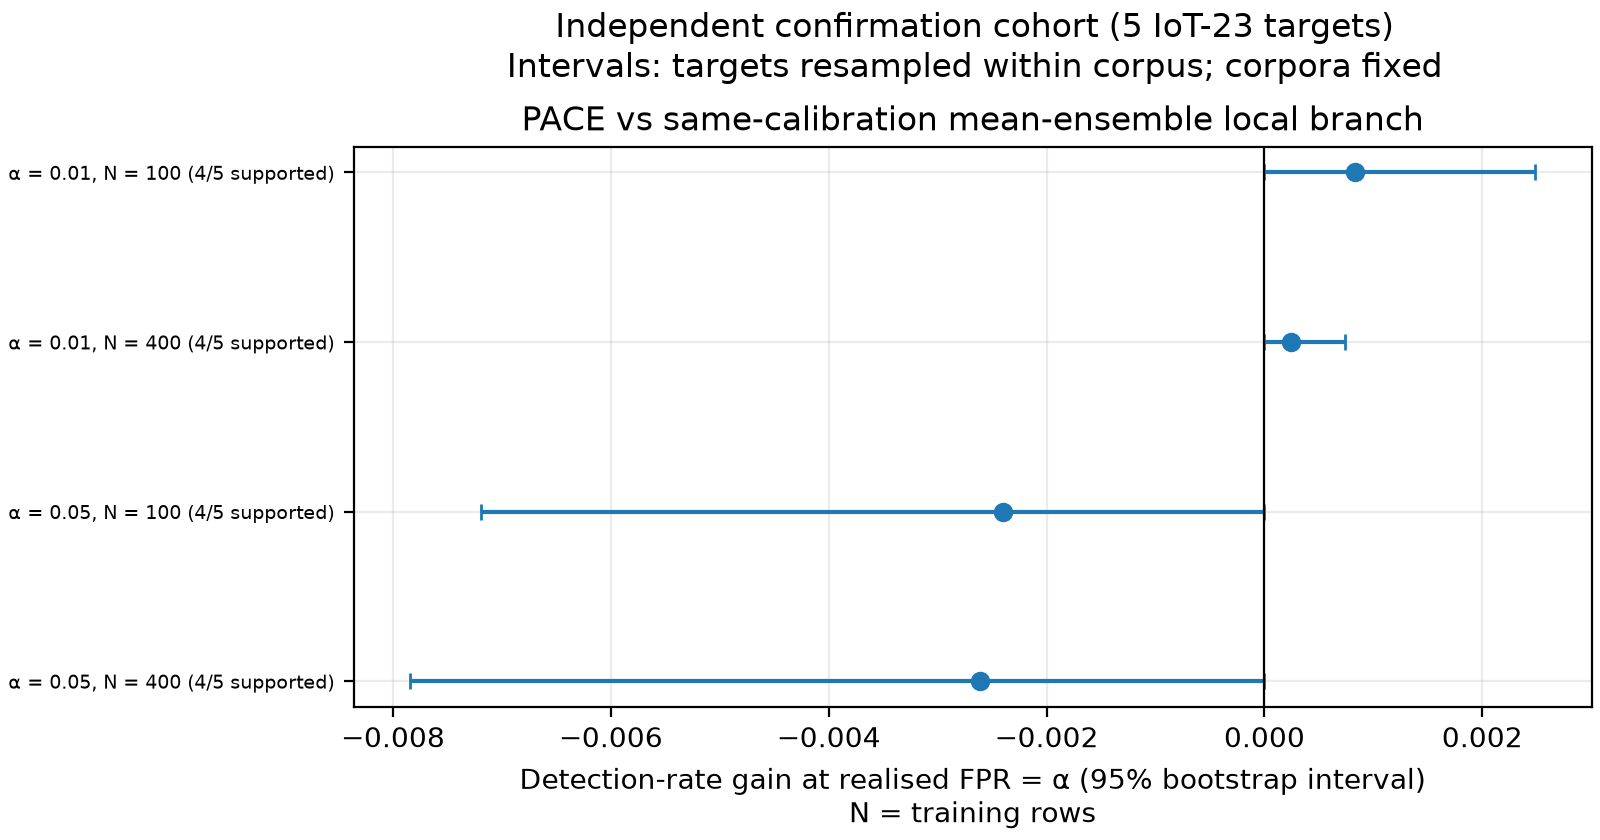 Independent confirmation cohort (5 IoT-23 targets)
Intervals: targets resampled within corpus; corpora fixed
PACE vs same-calibration mean-ensemble local branch
α = 0.01, N = 100 (4/5 supported)
α = 0.01, N = 400 (4/5 supported)
α = 0.05, N = 100 (4/5 supported)
α = 0.05, N = 400 (4/5 supported)
−0.008 −0.006 −0.004 −0.002 0.000 0.002
Detection-rate gain at realised FPR = α (95% bootstrap interval)
N = training rows